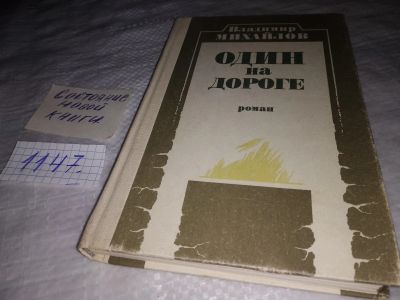 Владимир
МИХАЙЛОВ
ОДИН
на
ДОРОГЕ
роман
Состояние
новой
книги
1147.